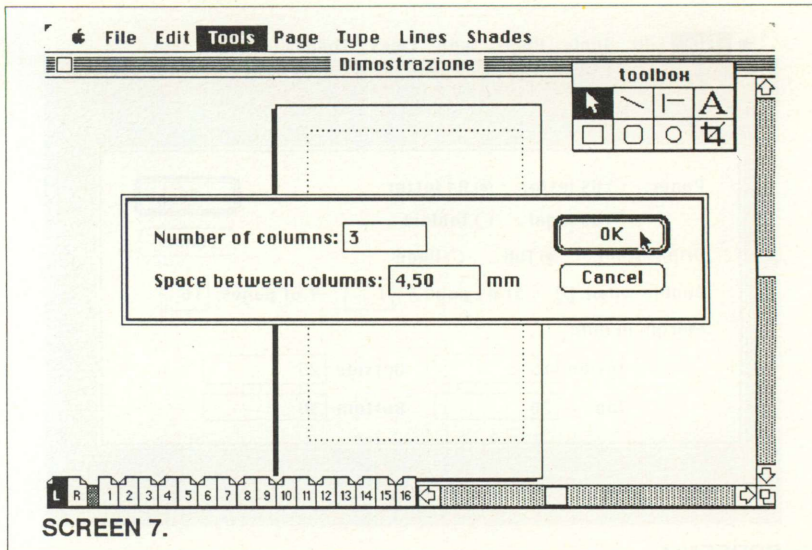 File Edit Tools Page Type Lines Shades
Dimostrazione
toolbox
A
Number of columns: 3
OK
Space between columns: 4,50 mm
Cancel
L R 1 2 3 4 5 6 7 8 9 10 11 12 13 14 15 16
SCREEN 7.